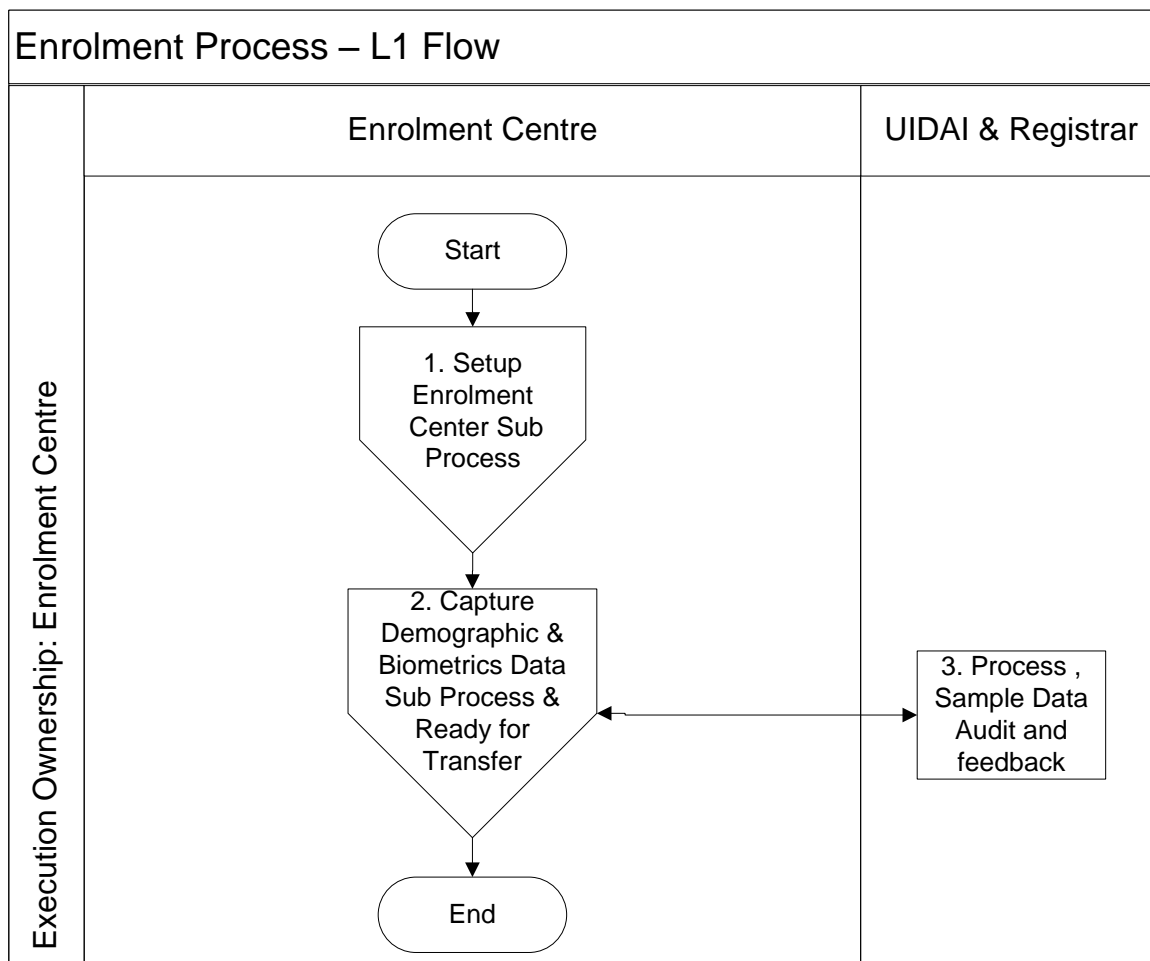 Enrolment Process – L1 Flow
Enrolment Centre
UIDAI & Registrar
Execution Ownership: Enrolment Centre
Start
1. Setup
Enrolment
Center Sub
Process
2. Capture
Demographic &
Biometrics Data
Sub Process &
Ready for
Transfer
3. Process ,
Sample Data
Audit and
feedback
End